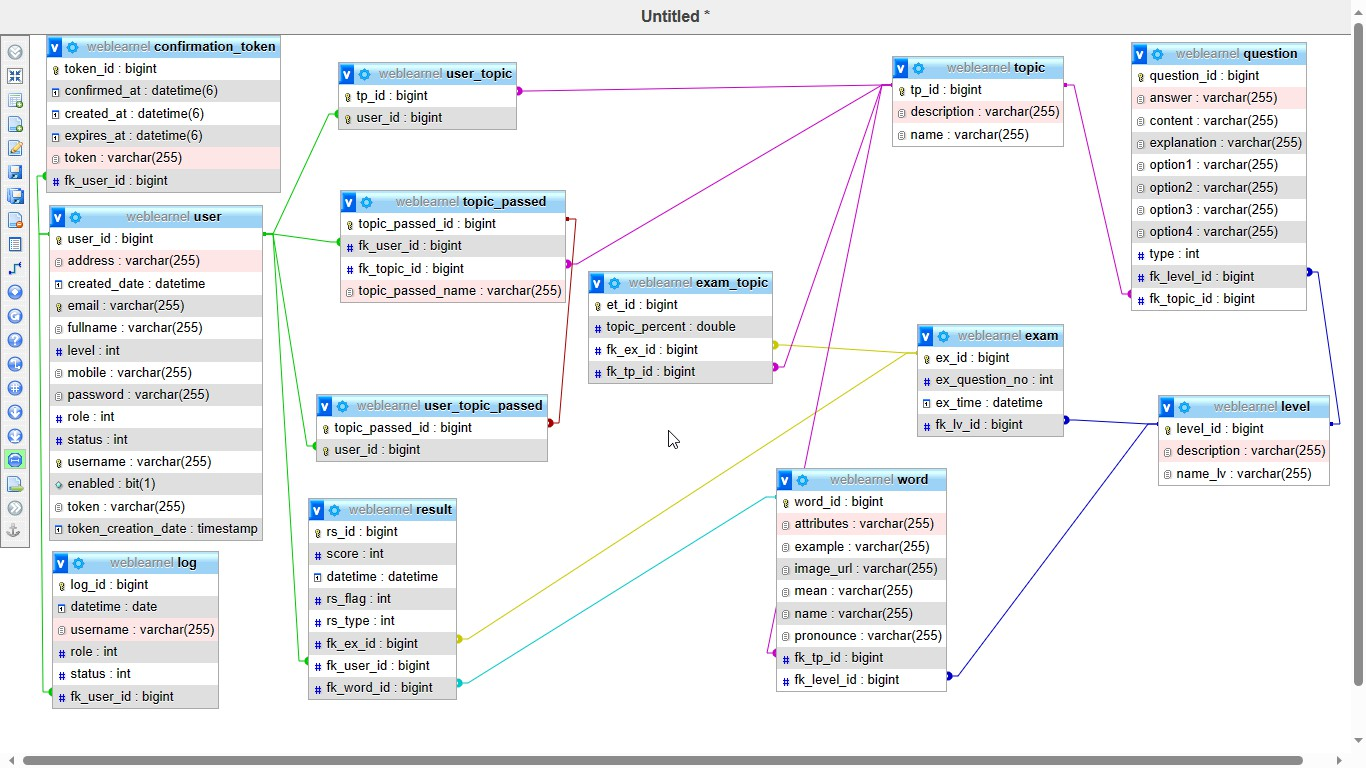 Untitled *
weblearnel confirmation_token
token_id : bigint
confirmed_at : datetime(6)
created_at : datetime(6)
expires_at : datetime(6)
token : varchar(255)
fk_user_id : bigint
weblearnel user
user_id : bigint
address : varchar(255)
created_date : datetime
email : varchar(255)
fullname : varchar(255)
level : int
mobile : varchar(255)
password : varchar(255)
role : int
status : int
username : varchar(255)
enabled : bit(1)
token : varchar(255)
token_creation_date : timestamp
weblearnel log
log_id : bigint
datetime : date
username : varchar(255)
role : int
status : int
fk_user_id : bigint
weblearnel user_topic
tp_id : bigint
user_id : bigint
weblearnel topic_passed
topic_passed_id : bigint
fk_user_id : bigint
fk_topic_id : bigint
topic_passed_name : varchar(255)
weblearnel user_topic_passed
topic_passed_id : bigint
user_id : bigint
weblearnel result
rs_id : bigint
score : int
datetime : datetime
rs_flag : int
rs_type : int
fk_ex_id : bigint
fk_user_id : bigint
fk_word_id : bigint
weblearnel exam_topic
et_id : bigint
topic_percent : double
fk_ex_id : bigint
fk_tp_id : bigint
weblearnel topic
tp_id : bigint
description : varchar(255)
name : varchar(255)
weblearnel exam
ex_id : bigint
ex_question_no : int
ex_time : datetime
fk_lv_id : bigint
weblearnel word
word_id : bigint
attributes : varchar(255)
example : varchar(255)
image_url : varchar(255)
mean : varchar(255)
name : varchar(255)
pronounce : varchar(255)
fk_tp_id : bigint
fk_level_id : bigint
weblearnel question
question_id : bigint
answer : varchar(255)
content : varchar(255)
explanation : varchar(255)
option1 : varchar(255)
option2 : varchar(255)
option3 : varchar(255)
option4 : varchar(255)
type : int
fk_level_id : bigint
fk_topic_id : bigint
weblearnel level
level_id : bigint
description : varchar(255)
name_lv : varchar(255)